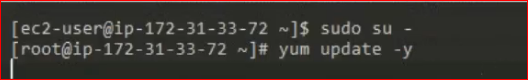 [ec2-user@ip-172-31-33-72 ~]$ sudo su -
[root@ip-172-31-33-72 ~]# yum update -y